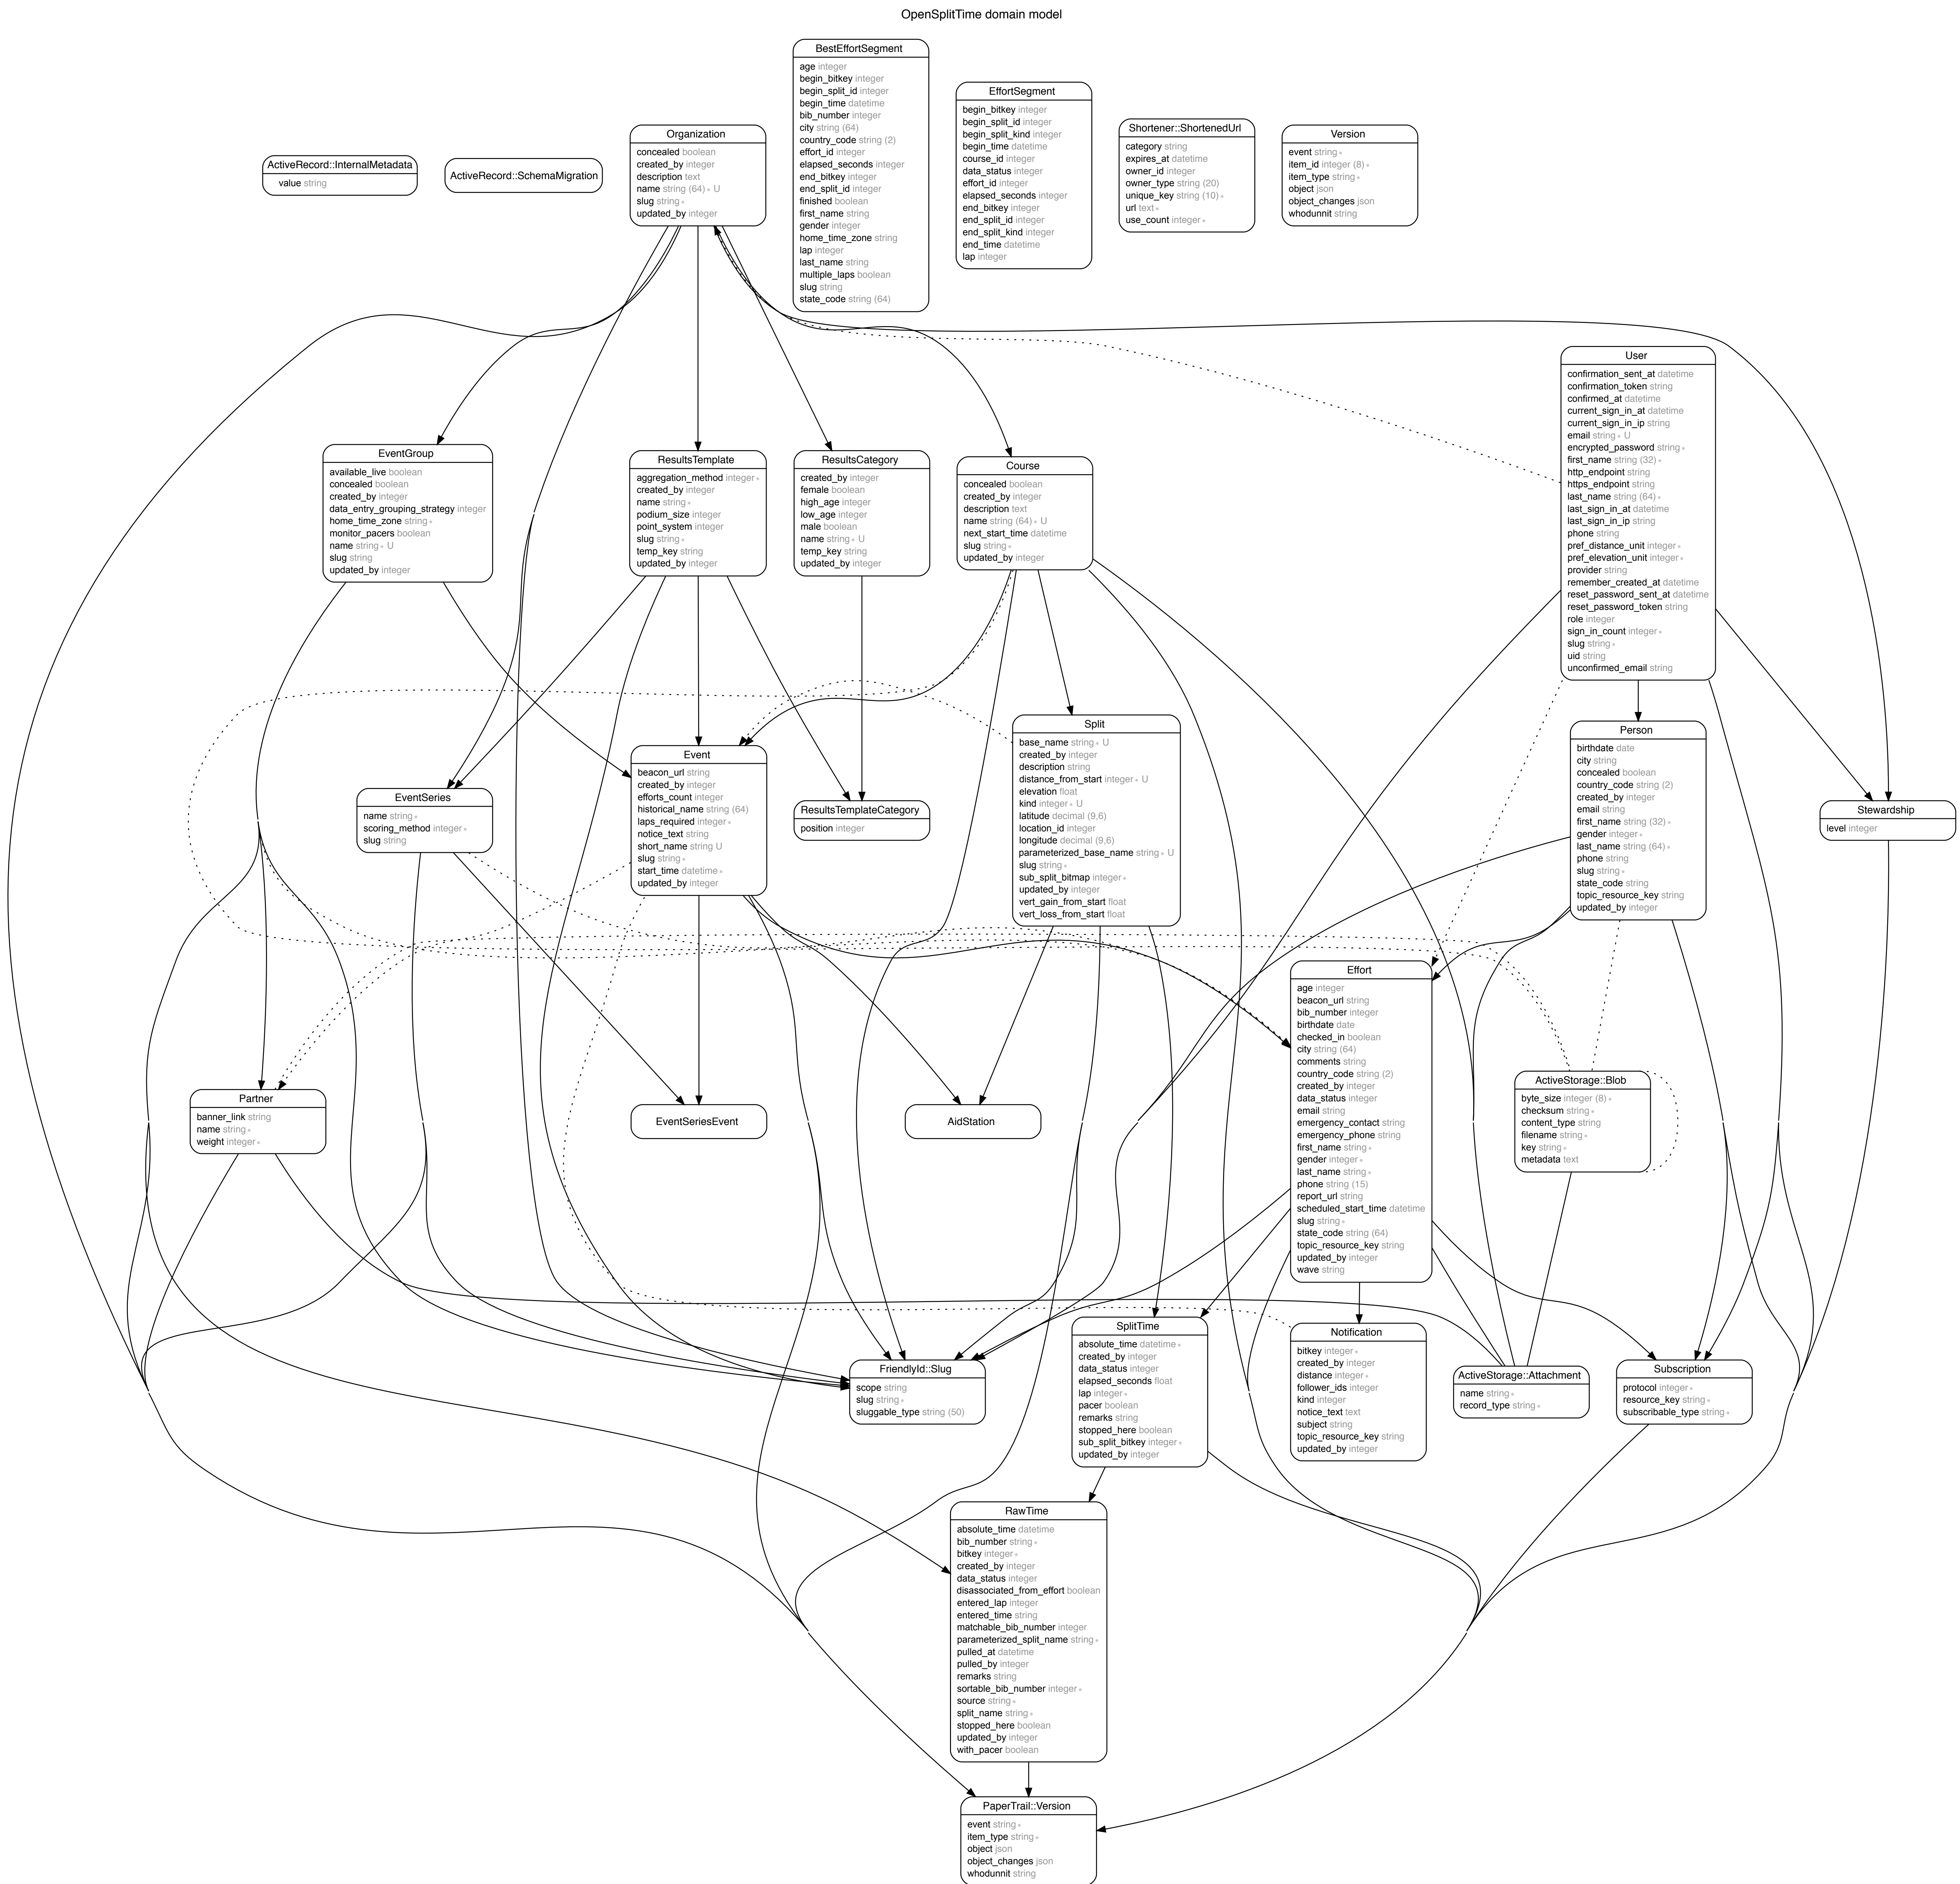 OpenSplitTime domain model
BestEffortSegment
age integer
begin_bitkey integer
begin_split_id integer
begin_time datetime
bib_number integer
city string (64)
country_code string (2)
effort_id integer
elapsed_seconds integer
end_bitkey integer
end_split_id integer
finished boolean
first_name string
gender integer
home_time_zone string
lap integer
last_name string
multiple_laps boolean
slug string
state_code string (64)
EffortSegment
begin_bitkey integer
begin_split_id integer
begin_split_kind integer
begin_time datetime
course_id integer
data_status integer
effort_id integer
elapsed_seconds integer
end_bitkey integer
end_split_id integer
end_split_kind integer
end_time datetime
lap integer
Shortener::ShortenedUrl
category string
expires_at datetime
owner_id integer
owner_type string (20)
unique_key string (10) *
url text *
use_count integer *
Version
event string *
item_id integer (8) *
item_type string *
object json
object_changes json
whodunnit string
Organization
concealed boolean
created_by integer
description text
name string (64) * U
slug string *
updated_by integer
ActiveRecord::InternalMetadata
value string
ActiveRecord::SchemaMigration
User
confirmation_sent_at datetime
confirmation_token string
confirmed_at datetime
current_sign_in_at datetime
current_sign_in_ip string
email string * U
encrypted_password string *
first_name string (32) *
http_endpoint string
https_endpoint string
last_name string (64) *
last_sign_in_at datetime
last_sign_in_ip string
phone string
pref_distance_unit integer *
pref_elevation_unit integer *
provider string
remember_created_at datetime
reset_password_sent_at datetime
reset_password_token string
role integer
sign_in_count integer *
slug string *
uid string
unconfirmed_email string
EventGroup
available_live boolean
concealed boolean
created_by integer
data_entry_grouping_strategy integer
home_time_zone string *
monitor_pacers boolean
name string * U
slug string
updated_by integer
ResultsTemplate
aggregation_method integer *
created_by integer
name string *
podium_size integer
point_system integer
slug string *
temp_key string
updated_by integer
ResultsCategory
created_by integer
female boolean
high_age integer
low_age integer
male boolean
name string * U
temp_key string
updated_by integer
Course
concealed boolean
created_by integer
description text
name string (64) * U
next_start_time datetime
slug string *
updated_by integer
Split
base_name string * U
created_by integer
description string
distance_from_start integer * U
elevation float
kind integer * U
latitude decimal (9,6)
location_id integer
longitude decimal (9,6)
parameterized_base_name string * U
slug string *
sub_split_bitmap integer *
updated_by integer
vert_gain_from_start float
vert_loss_from_start float
Person
birthdate date
city string
concealed boolean
country_code string (2)
created_by integer
email string
first_name string (32) *
gender integer *
last_name string (64) *
phone string
slug string *
state_code string
topic_resource_key string
updated_by integer
Event
beacon_url string
created_by integer
efforts_count integer
historical_name string (64)
laps_required integer *
notice_text string
short_name string U
slug string *
start_time datetime *
updated_by integer
EventSeries
name string *
scoring_method integer *
slug string
ResultsTemplateCategory
position integer
Stewardship
level integer
Effort
age integer
beacon_url string
bib_number integer
birthdate date
checked_in boolean
city string (64)
comments string
country_code string (2)
created_by integer
data_status integer
email string
emergency_contact string
emergency_phone string
first_name string *
gender integer *
last_name string *
phone string (15)
report_url string
scheduled_start_time datetime
slug string *
state_code string (64)
topic_resource_key string
updated_by integer
wave string
ActiveStorage::Blob
byte_size integer (8) *
checksum string *
content_type string
filename string *
key string *
metadata text
Partner
banner_link string
name string *
weight integer *
EventSeriesEvent
AidStation
SplitTime
absolute_time datetime *
created_by integer
data_status integer
elapsed_seconds float
lap integer *
pacer boolean
remarks string
stopped_here boolean
sub_split_bitkey integer *
updated_by integer
Notification
bitkey integer *
created_by integer
distance integer *
follower_ids integer
kind integer
notice_text text
subject string
topic_resource_key string
updated_by integer
FriendlyId::Slug
scope string
slug string *
sluggable_type string (50)
ActiveStorage::Attachment
name string *
record_type string *
Subscription
protocol integer *
resource_key string *
subscribable_type string *
RawTime
absolute_time datetime
bib_number string *
bitkey integer *
created_by integer
data_status integer
disassociated_from_effort boolean
entered_lap integer
entered_time string
matchable_bib_number integer
parameterized_split_name string *
pulled_at datetime
pulled_by integer
remarks string
sortable_bib_number integer *
source string *
split_name string *
stopped_here boolean
updated_by integer
with_pacer boolean
PaperTrail::Version
event string *
item_type string *
object json
object_changes json
whodunnit string